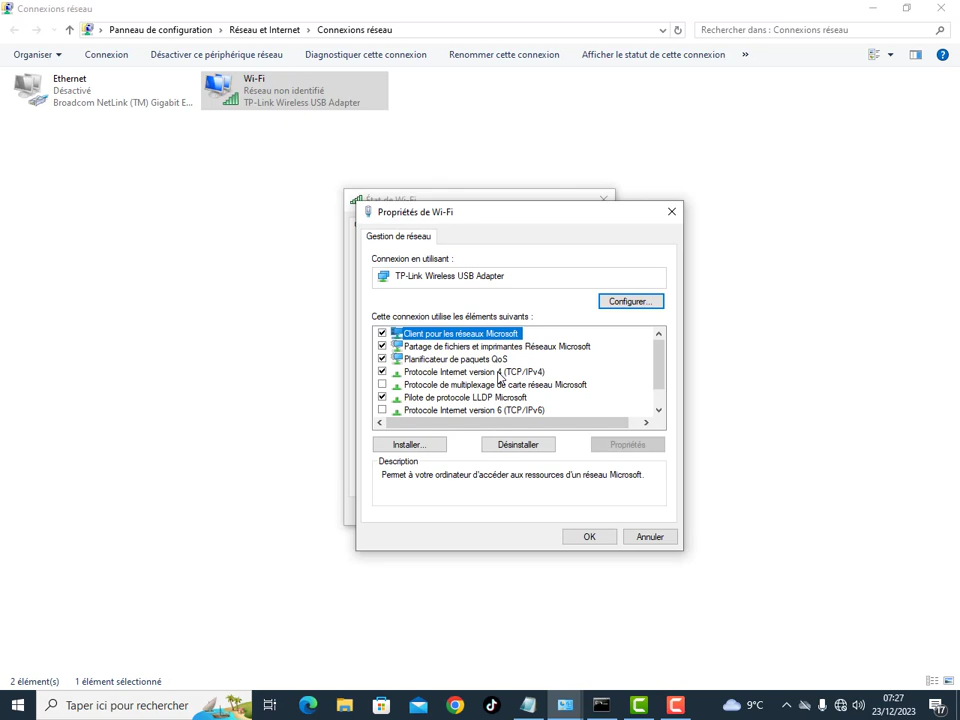 Connexions réseau
Panneau de configuration > Réseau et Internet > Connexions réseau
Rechercher dans : Connexions réseau
Organiser Connexion Désactiver ce périphérique réseau Diagnostiquer cette connexion Renommer cette connexion Afficher le statut de cette connexion »
Ethernet
Désactivé
Broadcom NetLink (TM) Gigabit E...
Wi-Fi
Réseau non identifié
TP-Link Wireless USB Adapter
État de Wi-Fi
Propriétés de Wi-Fi
Gestion de réseau
Connexion en utilisant :
TP-Link Wireless USB Adapter
Configurer...
Cette connexion utilise les éléments suivants :
Client pour les réseaux Microsoft
Partage de fichiers et imprimantes Réseaux Microsoft
Planificateur de paquets QoS
Protocole Internet version 4 (TCP/IPv4)
Protocole de multiplexage de carte réseau Microsoft
Pilote de protocole LLDP Microsoft
Protocole Internet version 6 (TCP/IPv6)
Installer... Désinstaller Propriétés
Description
Permet à votre ordinateur d'accéder aux ressources d'un réseau Microsoft.
OK Annuler
2 élément(s) 1 élément sélectionné
Taper ici pour rechercher
9°C
07:27
23/12/2023
17